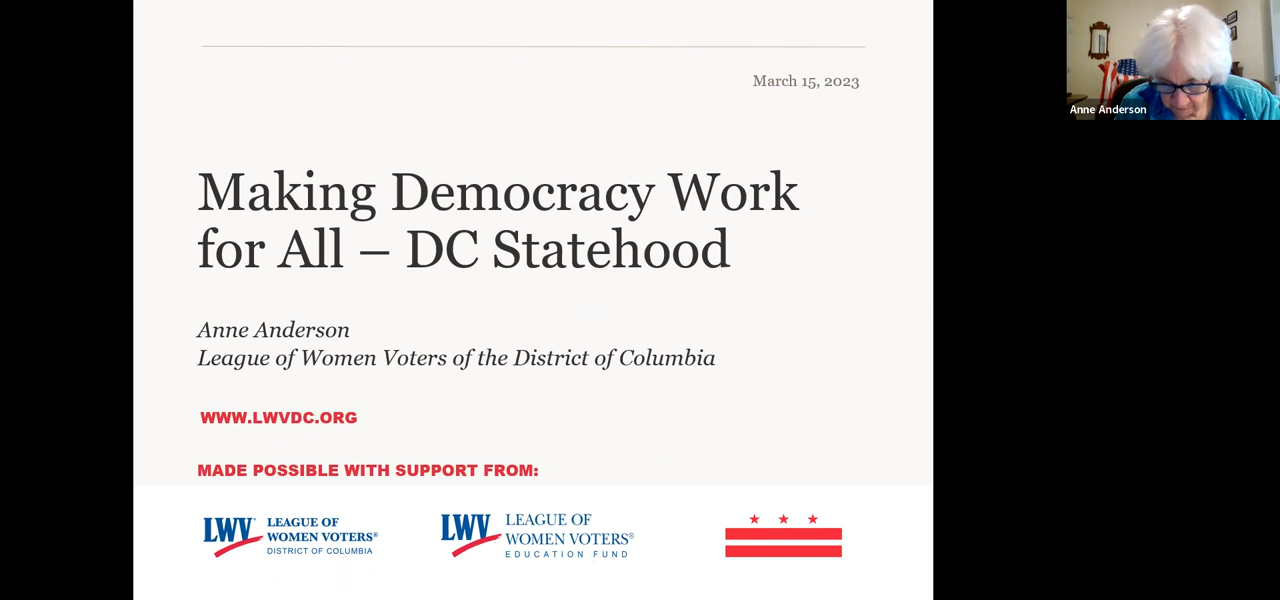 March 15, 2023
Anne Anderson
Making Democracy Work
for All – DC Statehood
Anne Anderson
League of Women Voters of the District of Columbia
WWW.LWVDC.ORG
MADE POSSIBLE WITH SUPPORT FROM:
LWV® LEAGUE OF
WOMEN VOTERS®
DISTRICT OF COLUMBIA
LWV LEAGUE OF
WOMEN VOTERS®
EDUCATION FUND